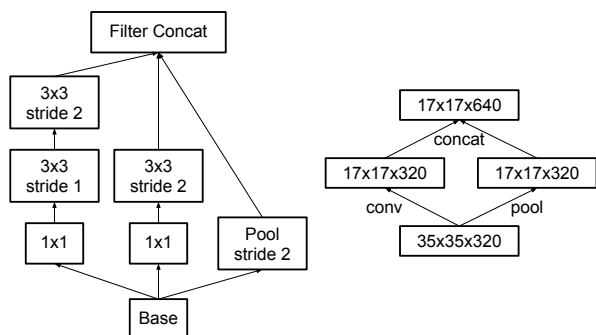 Filter Concat
3x3
stride 2
3x3
stride 1
3x3
stride 2
1x1
1x1
Pool
stride 2
Base
17x17x640
concat
17x17x320
17x17x320
conv
pool
35x35x320